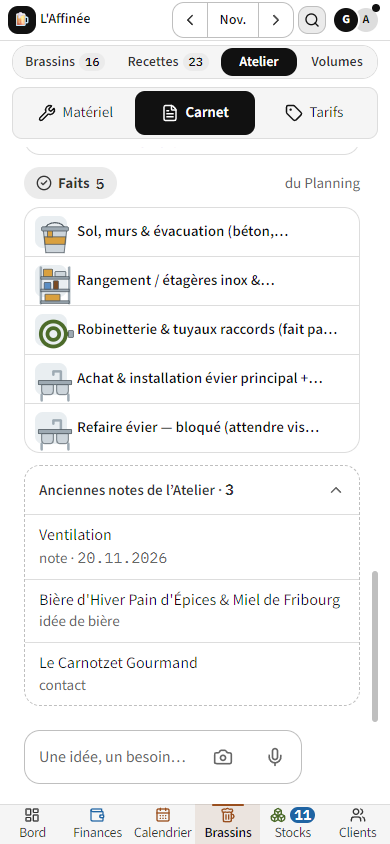 L'Affinée
Nov.
G
A
Brassins 16
Recettes 23
Atelier
Volumes
Matériel
Carnet
Tarifs
Faits 5
du Planning
Sol, murs & évacuation (béton,…
Rangement / étagères inox &…
Robinetterie & tuyaux raccords (fait pa…
Achat & installation évier principal +…
Refaire évier — bloqué (attendre vis…
Anciennes notes de l'Atelier · 3
Ventilation
note · 20.11.2026
Bière d'Hiver Pain d'Épices & Miel de Fribourg
idée de bière
Le Carnotzet Gourmand
contact
Une idée, un besoin…
11
Bord
Finances
Calendrier
Brassins
Stocks
Clients